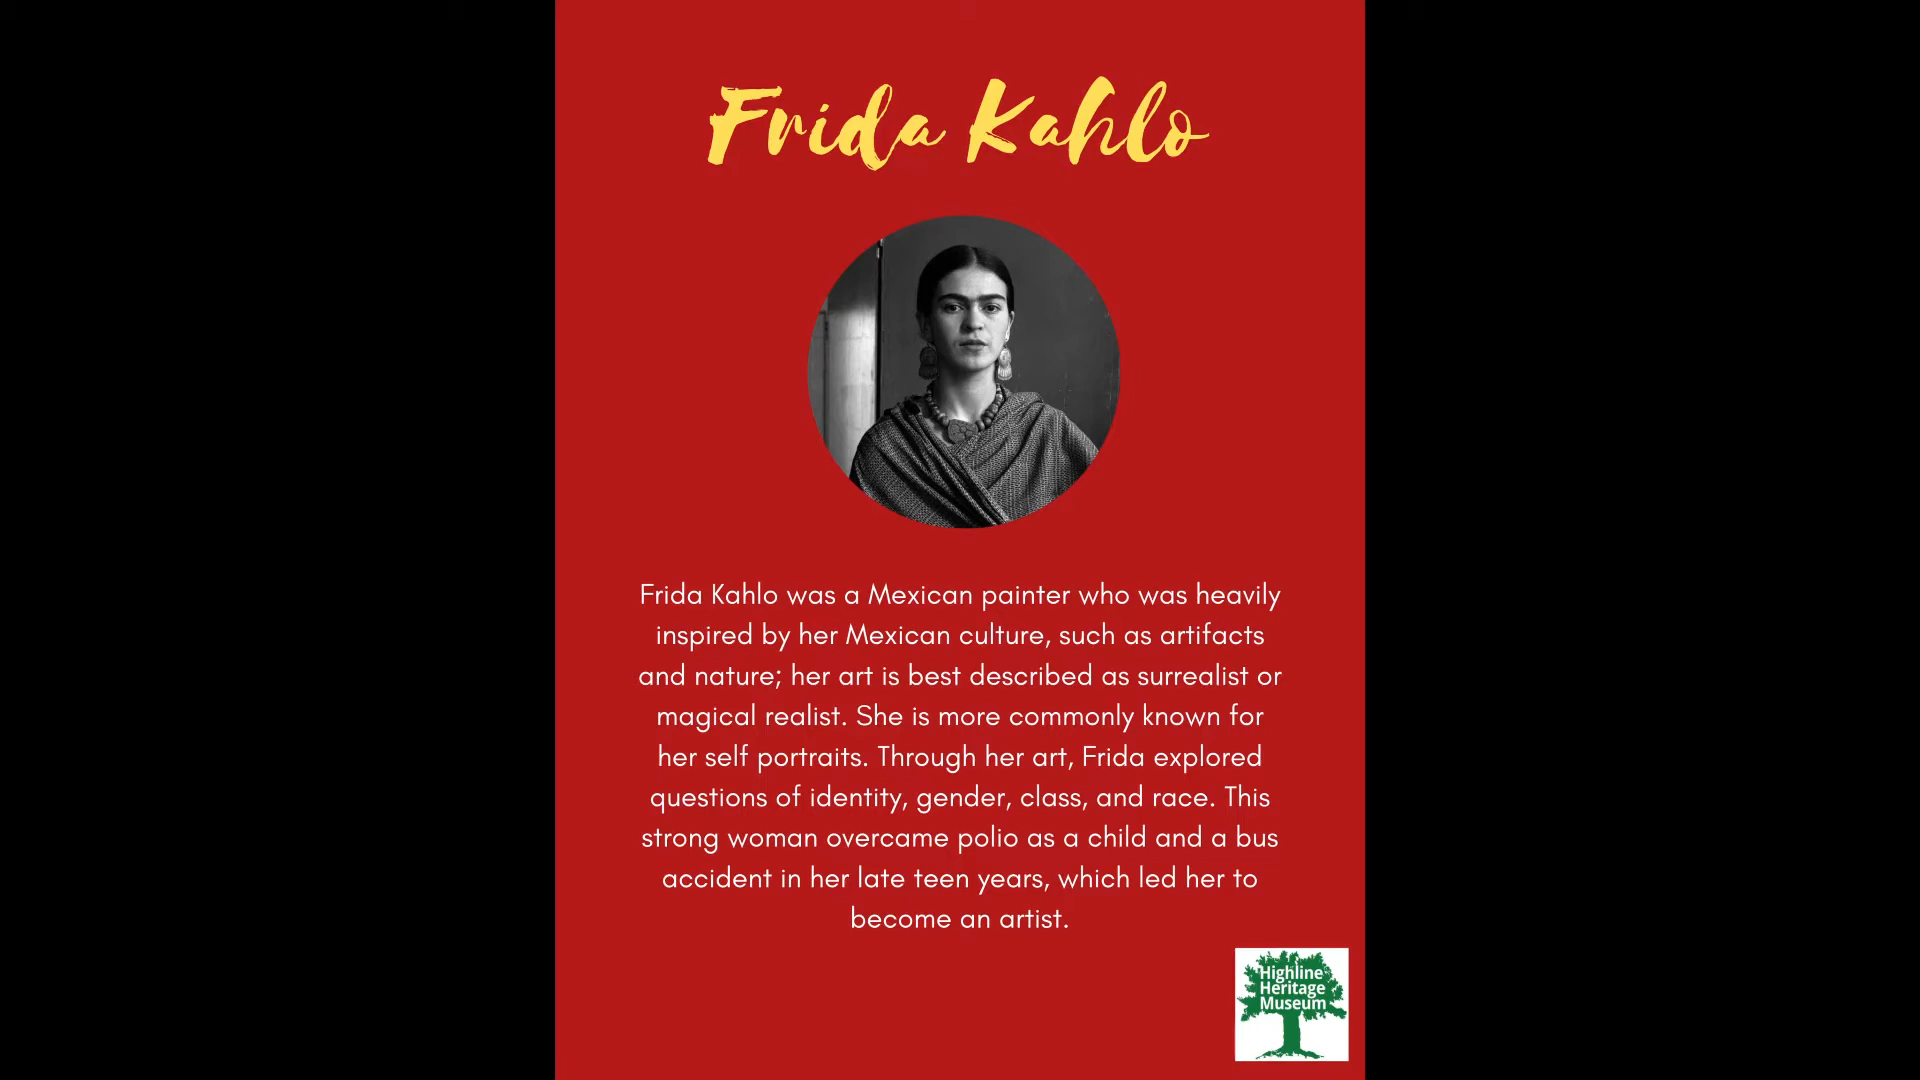 Frida Kahlo
Frida Kahlo was a Mexican painter who was heavily
inspired by her Mexican culture, such as artifacts
and nature; her art is best described as surrealist or
magical realist. She is more commonly known for
her self portraits. Through her art, Frida explored
questions of identity, gender, class, and race. This
strong woman overcame polio as a child and a bus
accident in her late teen years, which led her to
become an artist.
Highline
Heritage
Museum